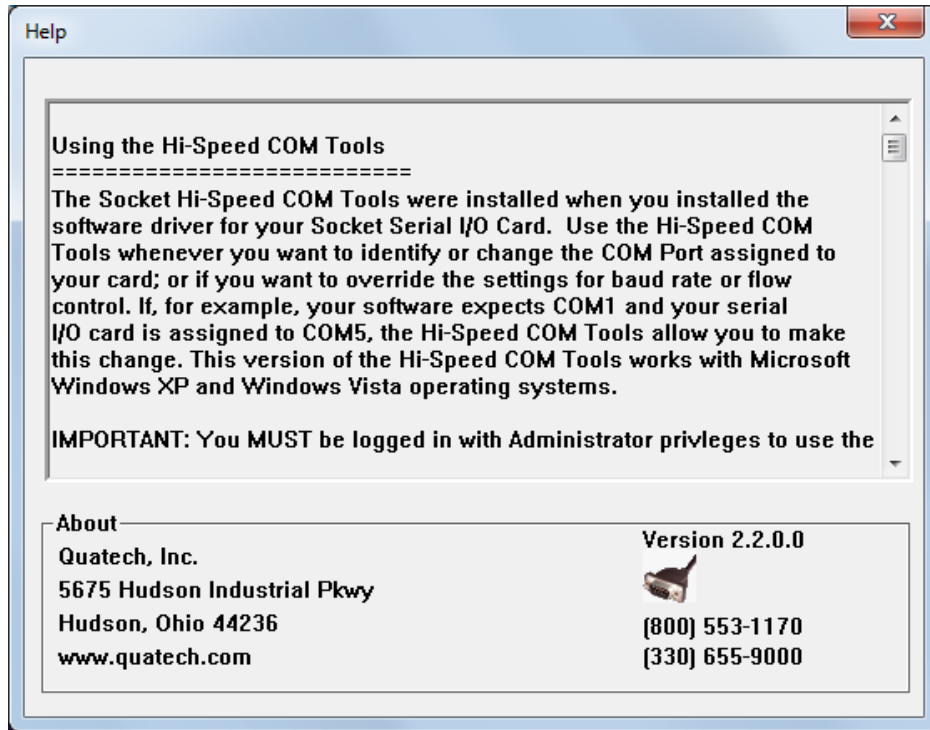 Help
Using the Hi-Speed COM Tools
===========================
The Socket Hi-Speed COM Tools were installed when you installed the
software driver for your Socket Serial I/O Card.  Use the Hi-Speed COM
Tools whenever you want to identify or change the COM Port assigned to
your card; or if you want to override the settings for baud rate or flow
control. If, for example, your software expects COM1 and your serial
I/O card is assigned to COM5, the Hi-Speed COM Tools allow you to make
this change. This version of the Hi-Speed COM Tools works with Microsoft
Windows XP and Windows Vista operating systems.
IMPORTANT: You MUST be logged in with Administrator privleges to use the
About
Quatech, Inc.
5675 Hudson Industrial Pkwy
Hudson, Ohio 44236
www.quatech.com
Version 2.2.0.0
(800) 553-1170
(330) 655-9000